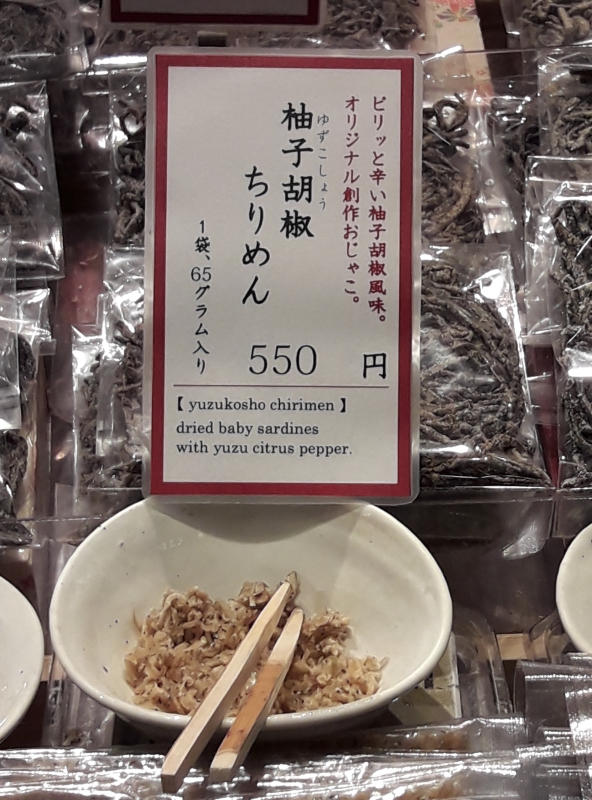 ピリッと辛い柚子胡椒風味。
オリジナル創作おじゃこ。
ゆずこしょう
柚子胡椒
ちりめん
1袋、65グラム入り
550 円
【 yuzukosho chirimen 】
dried baby sardines
with yuzu citrus pepper.